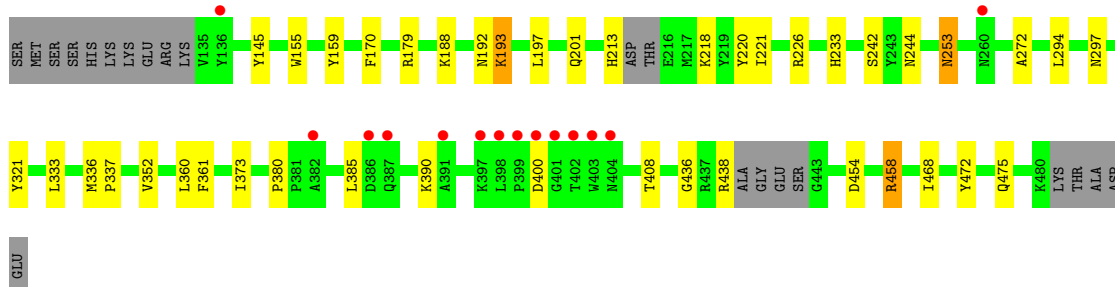 SER MET SER SER HIS LYS LYS GLU ARG LYS V135 Y136 Y145 W155 Y159 F170 R179 K188 N192 K193 L197 Q201 H213 ASP THR E216 M217 K218 Y219 Y220 I221 R226 H233 S242 Y243 N244 N253 N260 A272 L294 N297
Y321 L333 M336 P337 V352 L360 F361 I373 P380 P381 A382 L385 D386 Q387 K390 A391 K397 L398 P399 D400 G401 T402 W403 N404 T408 G436 R437 R438 ALA GLY GLU SER G443 D454 R458 I468 Y472 Q475 K480 LYS THR ALA ASP
GLU